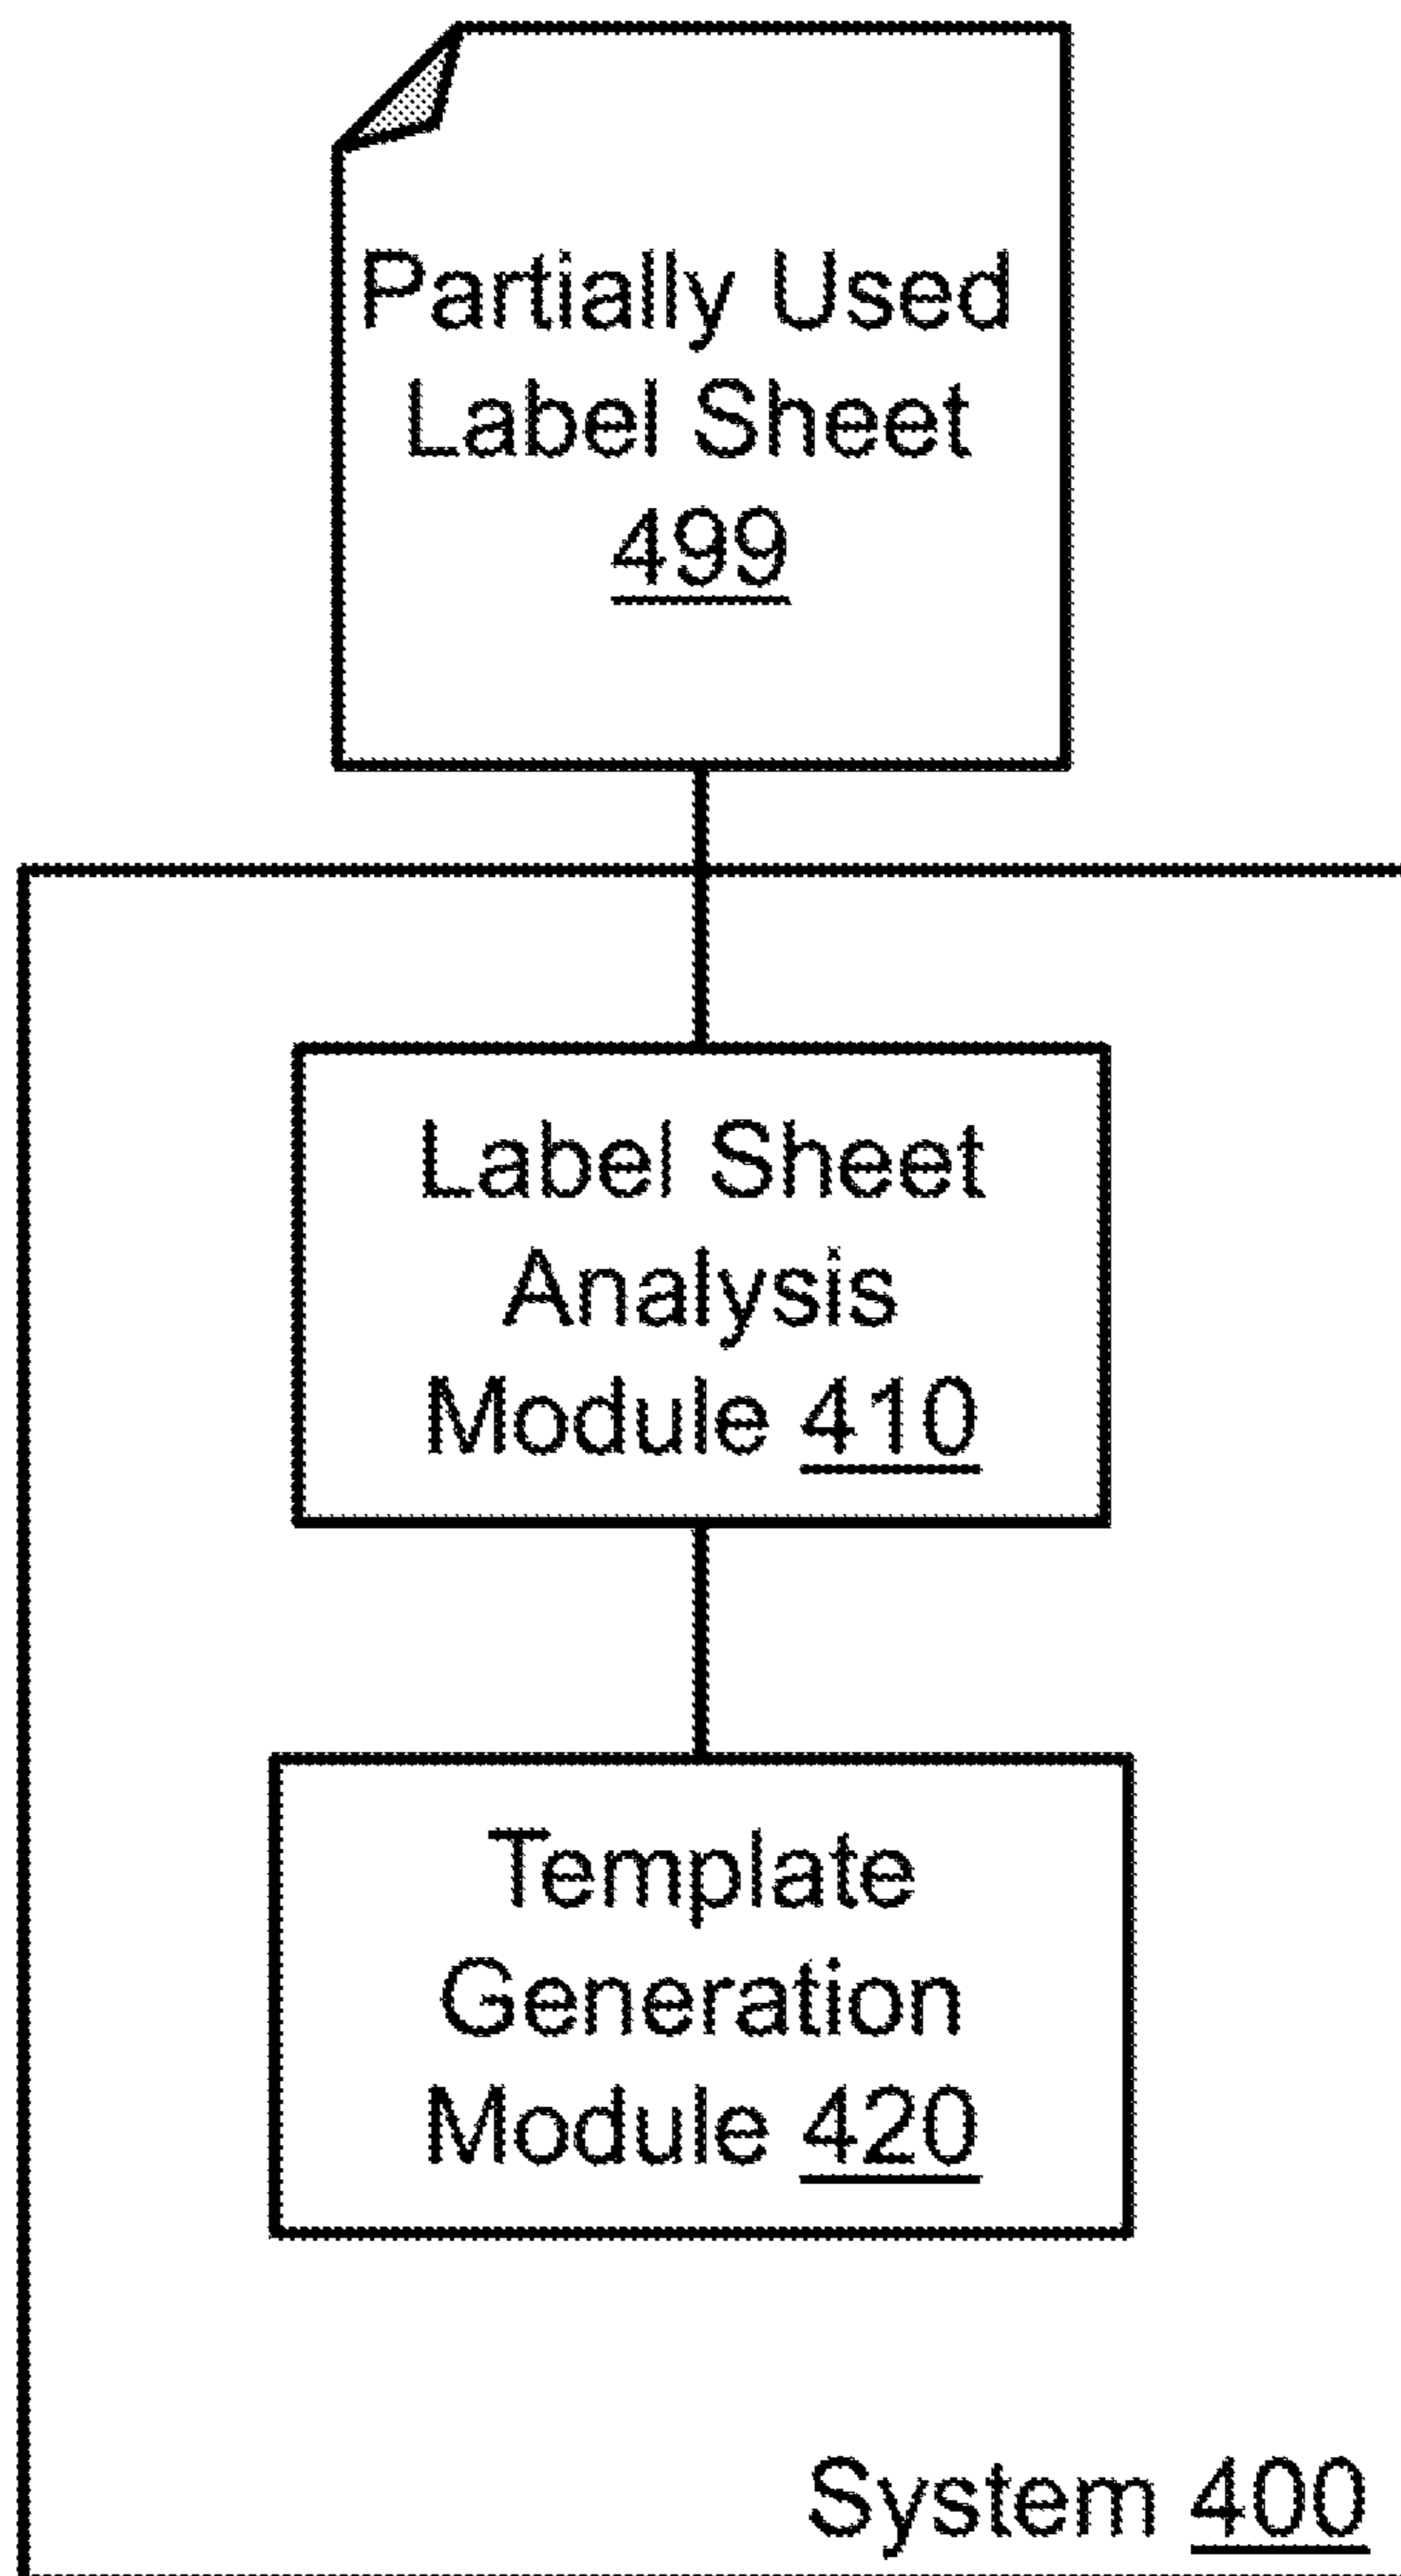 Partially Used
Label Sheet
499
Label Sheet
Analysis
Module 410
Template
Generation
Module 420
System 400